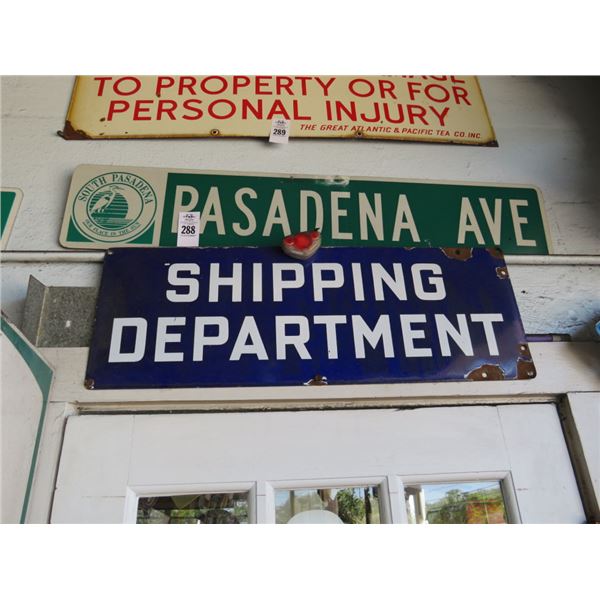 TO PROPERTY OR FOR
PERSONAL INJURY
THE GREAT ATLANTIC & PACIFIC TEA CO. INC.
289
SOUTH PASADENA
PASADENA AVE
288
SHIPPING
DEPARTMENT